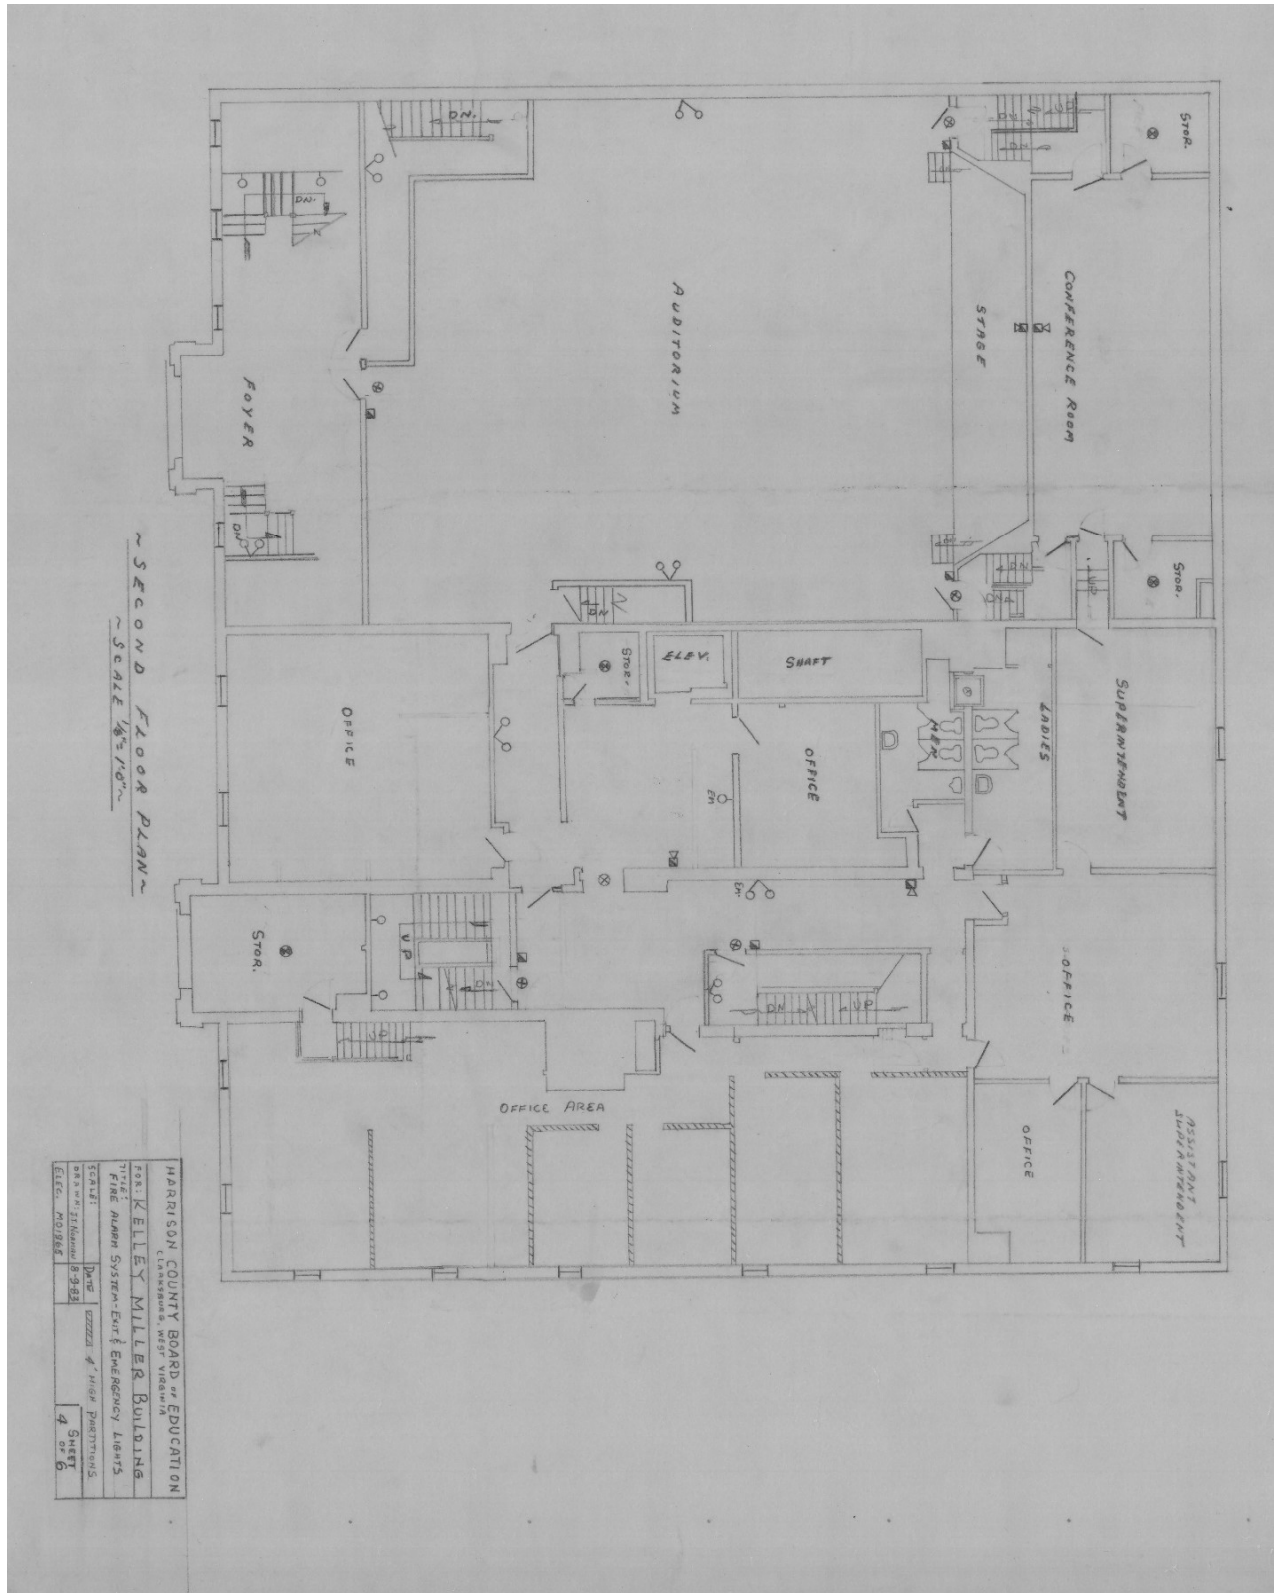 DN.
DN.
DN
FOYER
AUDITORIUM
STAGE
CONFERENCE ROOM
STOR.
STOR.
UP
DN
STOR.
ELEV.
SHAFT
OFFICE
OFFICE
MEN
LADIES
SUPERINTENDENT
EM
EM.
STOR.
UP
DN
UP
DN
UP
OFFICE
OFFICE AREA
OFFICE
ASSISTANT
SUPERINTENDENT
~ SECOND FLOOR PLAN ~
~ SCALE 1/8" = 1'0" ~
HARRISON COUNTY BOARD OF EDUCATION
CLARKSBURG, WEST VIRGINIA
FOR: KELLEY MILLER BUILDING
TITLE:
FIRE ALARM SYSTEM-EXIT & EMERGENCY LIGHTS
SCALE:
DATE
4' HIGH PARTITIONS
8-9-83
ELEC. MO1965
SHEET
4 OF 6